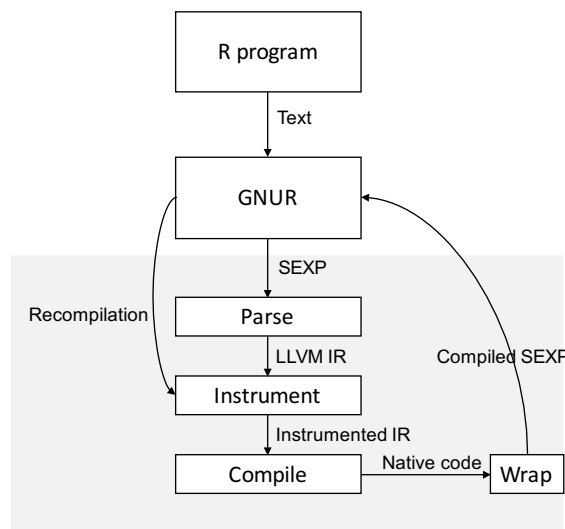 R program
Text
GNUR
SEXP
Recompilation
Parse
LLVM IR
Compiled SEXP
Instrument
Instrumented IR
Compile
Native code
Wrap